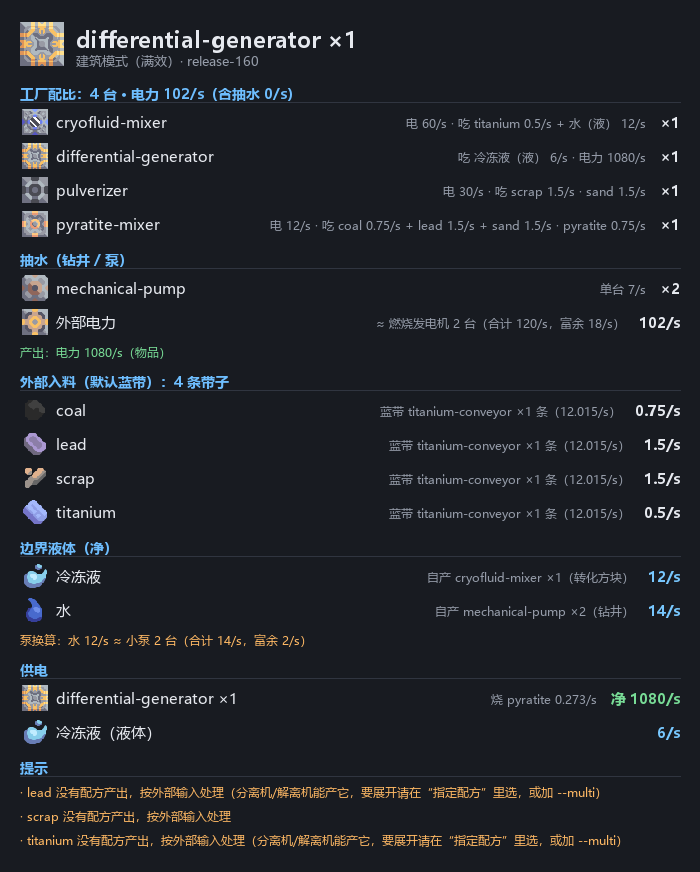 differential-generator ×1
建筑模式（满效）· release-160
工厂配比：4 台 • 电力 102/s（含抽水 0/s）
cryofluid-mixer 电 60/s · 吃 titanium 0.5/s + 水（液） 12/s ×1
differential-generator 吃 冷冻液（液） 6/s · 电力 1080/s ×1
pulverizer 电 30/s · 吃 scrap 1.5/s · sand 1.5/s ×1
pyratite-mixer 电 12/s · 吃 coal 0.75/s + lead 1.5/s + sand 1.5/s · pyratite 0.75/s ×1
抽水（钻井 / 泵）
mechanical-pump 单台 7/s ×2
外部电力 ≈ 燃烧发电机 2 台（合计 120/s，富余 18/s） 102/s
产出：电力 1080/s（物品）
外部入料（默认蓝带）：4 条带子
coal 蓝带 titanium-conveyor ×1 条（12.015/s） 0.75/s
lead 蓝带 titanium-conveyor ×1 条（12.015/s） 1.5/s
scrap 蓝带 titanium-conveyor ×1 条（12.015/s） 1.5/s
titanium 蓝带 titanium-conveyor ×1 条（12.015/s） 0.5/s
边界液体（净）
冷冻液 自产 cryofluid-mixer ×1（转化方块） 12/s
水 自产 mechanical-pump ×2（钻井） 14/s
泵换算：水 12/s ≈ 小泵 2 台（合计 14/s，富余 2/s）
供电
differential-generator ×1 烧 pyratite 0.273/s 净 1080/s
冷冻液（液体） 6/s
提示
· lead 没有配方产出，按外部输入处理（分离机/解离机能产它，要展开请在“指定配方”里选，或加 --multi）
· scrap 没有配方产出，按外部输入处理
· titanium 没有配方产出，按外部输入处理（分离机/解离机能产它，要展开请在“指定配方”里选，或加 --multi）